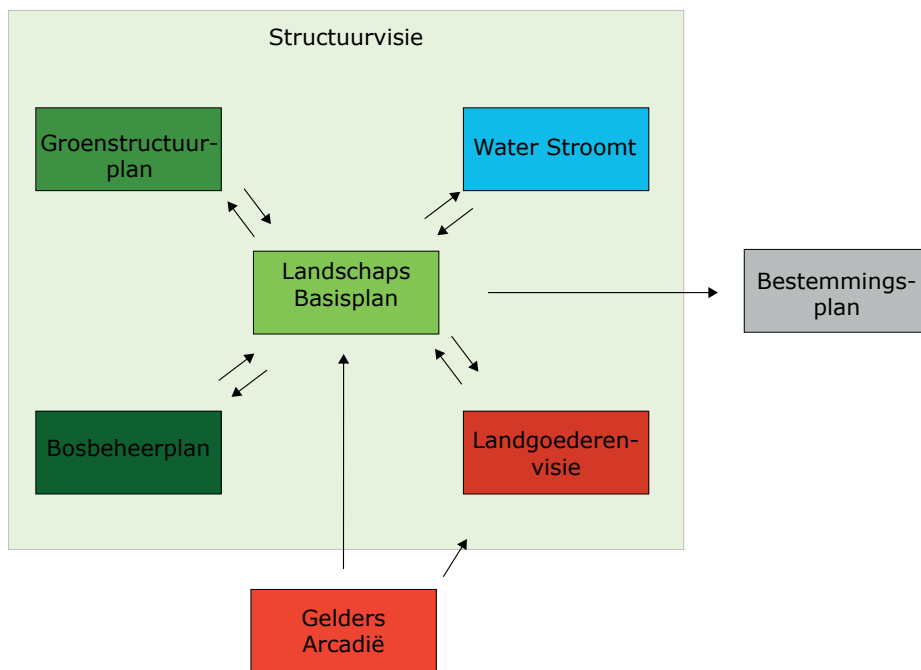 Structuurvisie
Groenstructuur-
plan
Water Stroomt
Landschaps
Basisplan
Bestemmings-
plan
Bosbeheerplan
Landgoederen-
visie
Gelders
Arcadië